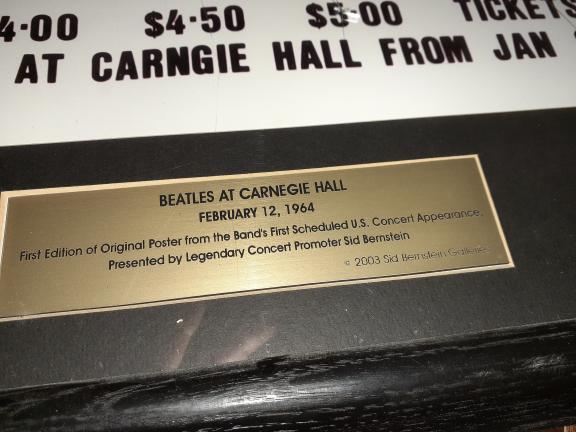 4·00 $4·50 $5·00 TICKETS
AT CARNGIE HALL FROM JAN
BEATLES AT CARNEGIE HALL
FEBRUARY 12, 1964
First Edition of Original Poster from the Band's First Scheduled U.S. Concert Appearance,
Presented by Legendary Concert Promoter Sid Bernstein
© 2003 Sid Bernstein Galleries